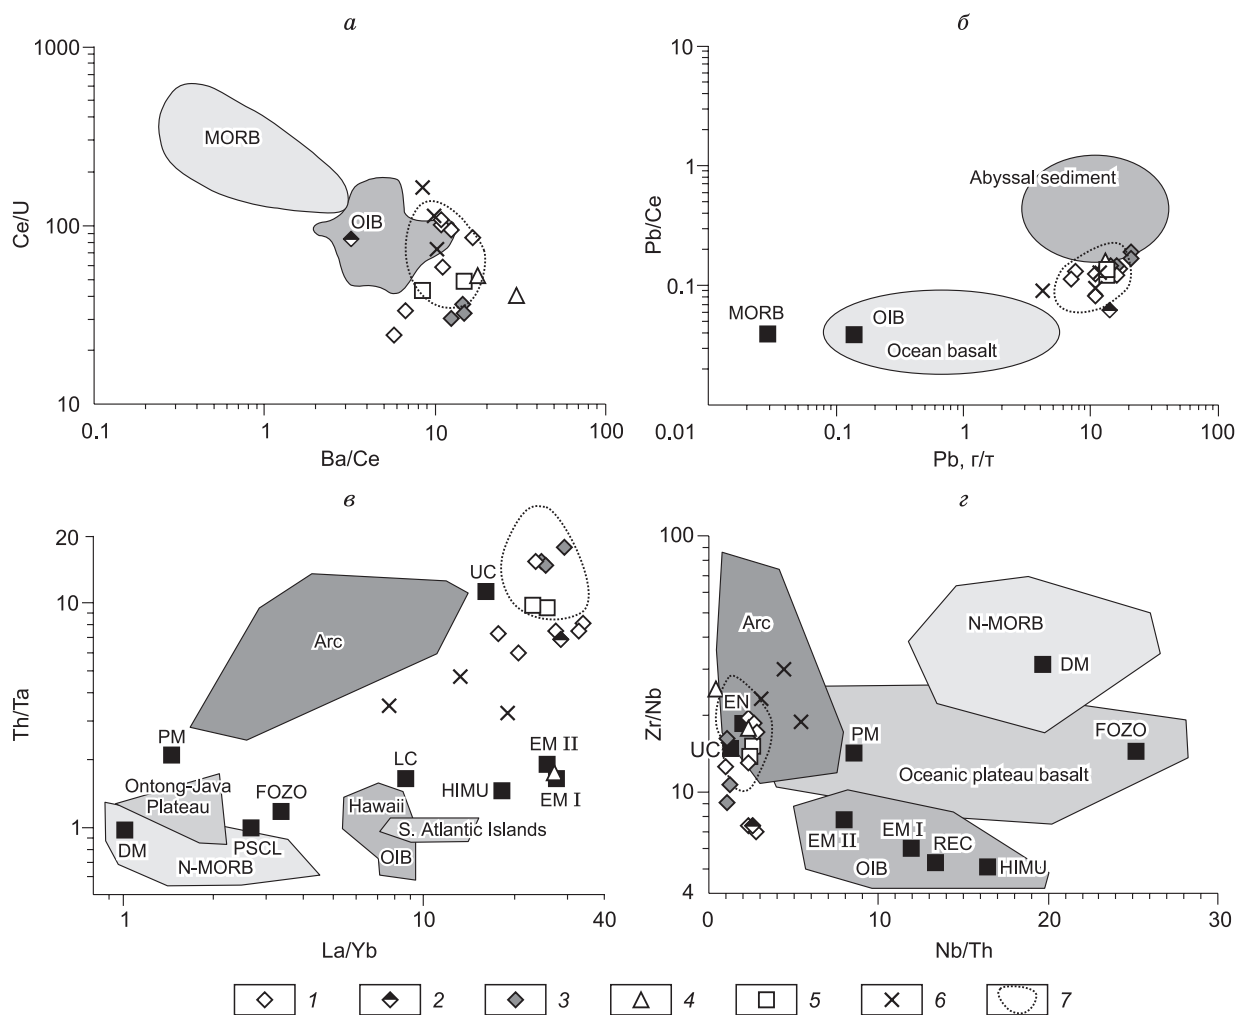 а
1000
100
10
Ce/U
MORB
OIB
0.1 1 10 100
Ba/Ce
б
10
1
0.1
0.01
Pb/Ce
Abyssal sediment
MORB
OIB
Ocean basalt
0.1 1 10 100
Pb, г/т
в
20
10
1
Th/Ta
UC
Arc
PM
LC
EM II
Ontong-Java
Plateau
FOZO
Hawaii
HIMU
EM I
S. Atlantic Islands
DM
PSCL
N-MORB
OIB
1 10 40
La/Yb
г
100
10
4
Zr/Nb
Arc
N-MORB
DM
EN
UC
PM
FOZO
Oceanic plateau basalt
EM II
EM I
REC
OIB
HIMU
0 10 20 30
Nb/Th
1 2 3 4 5 6 7